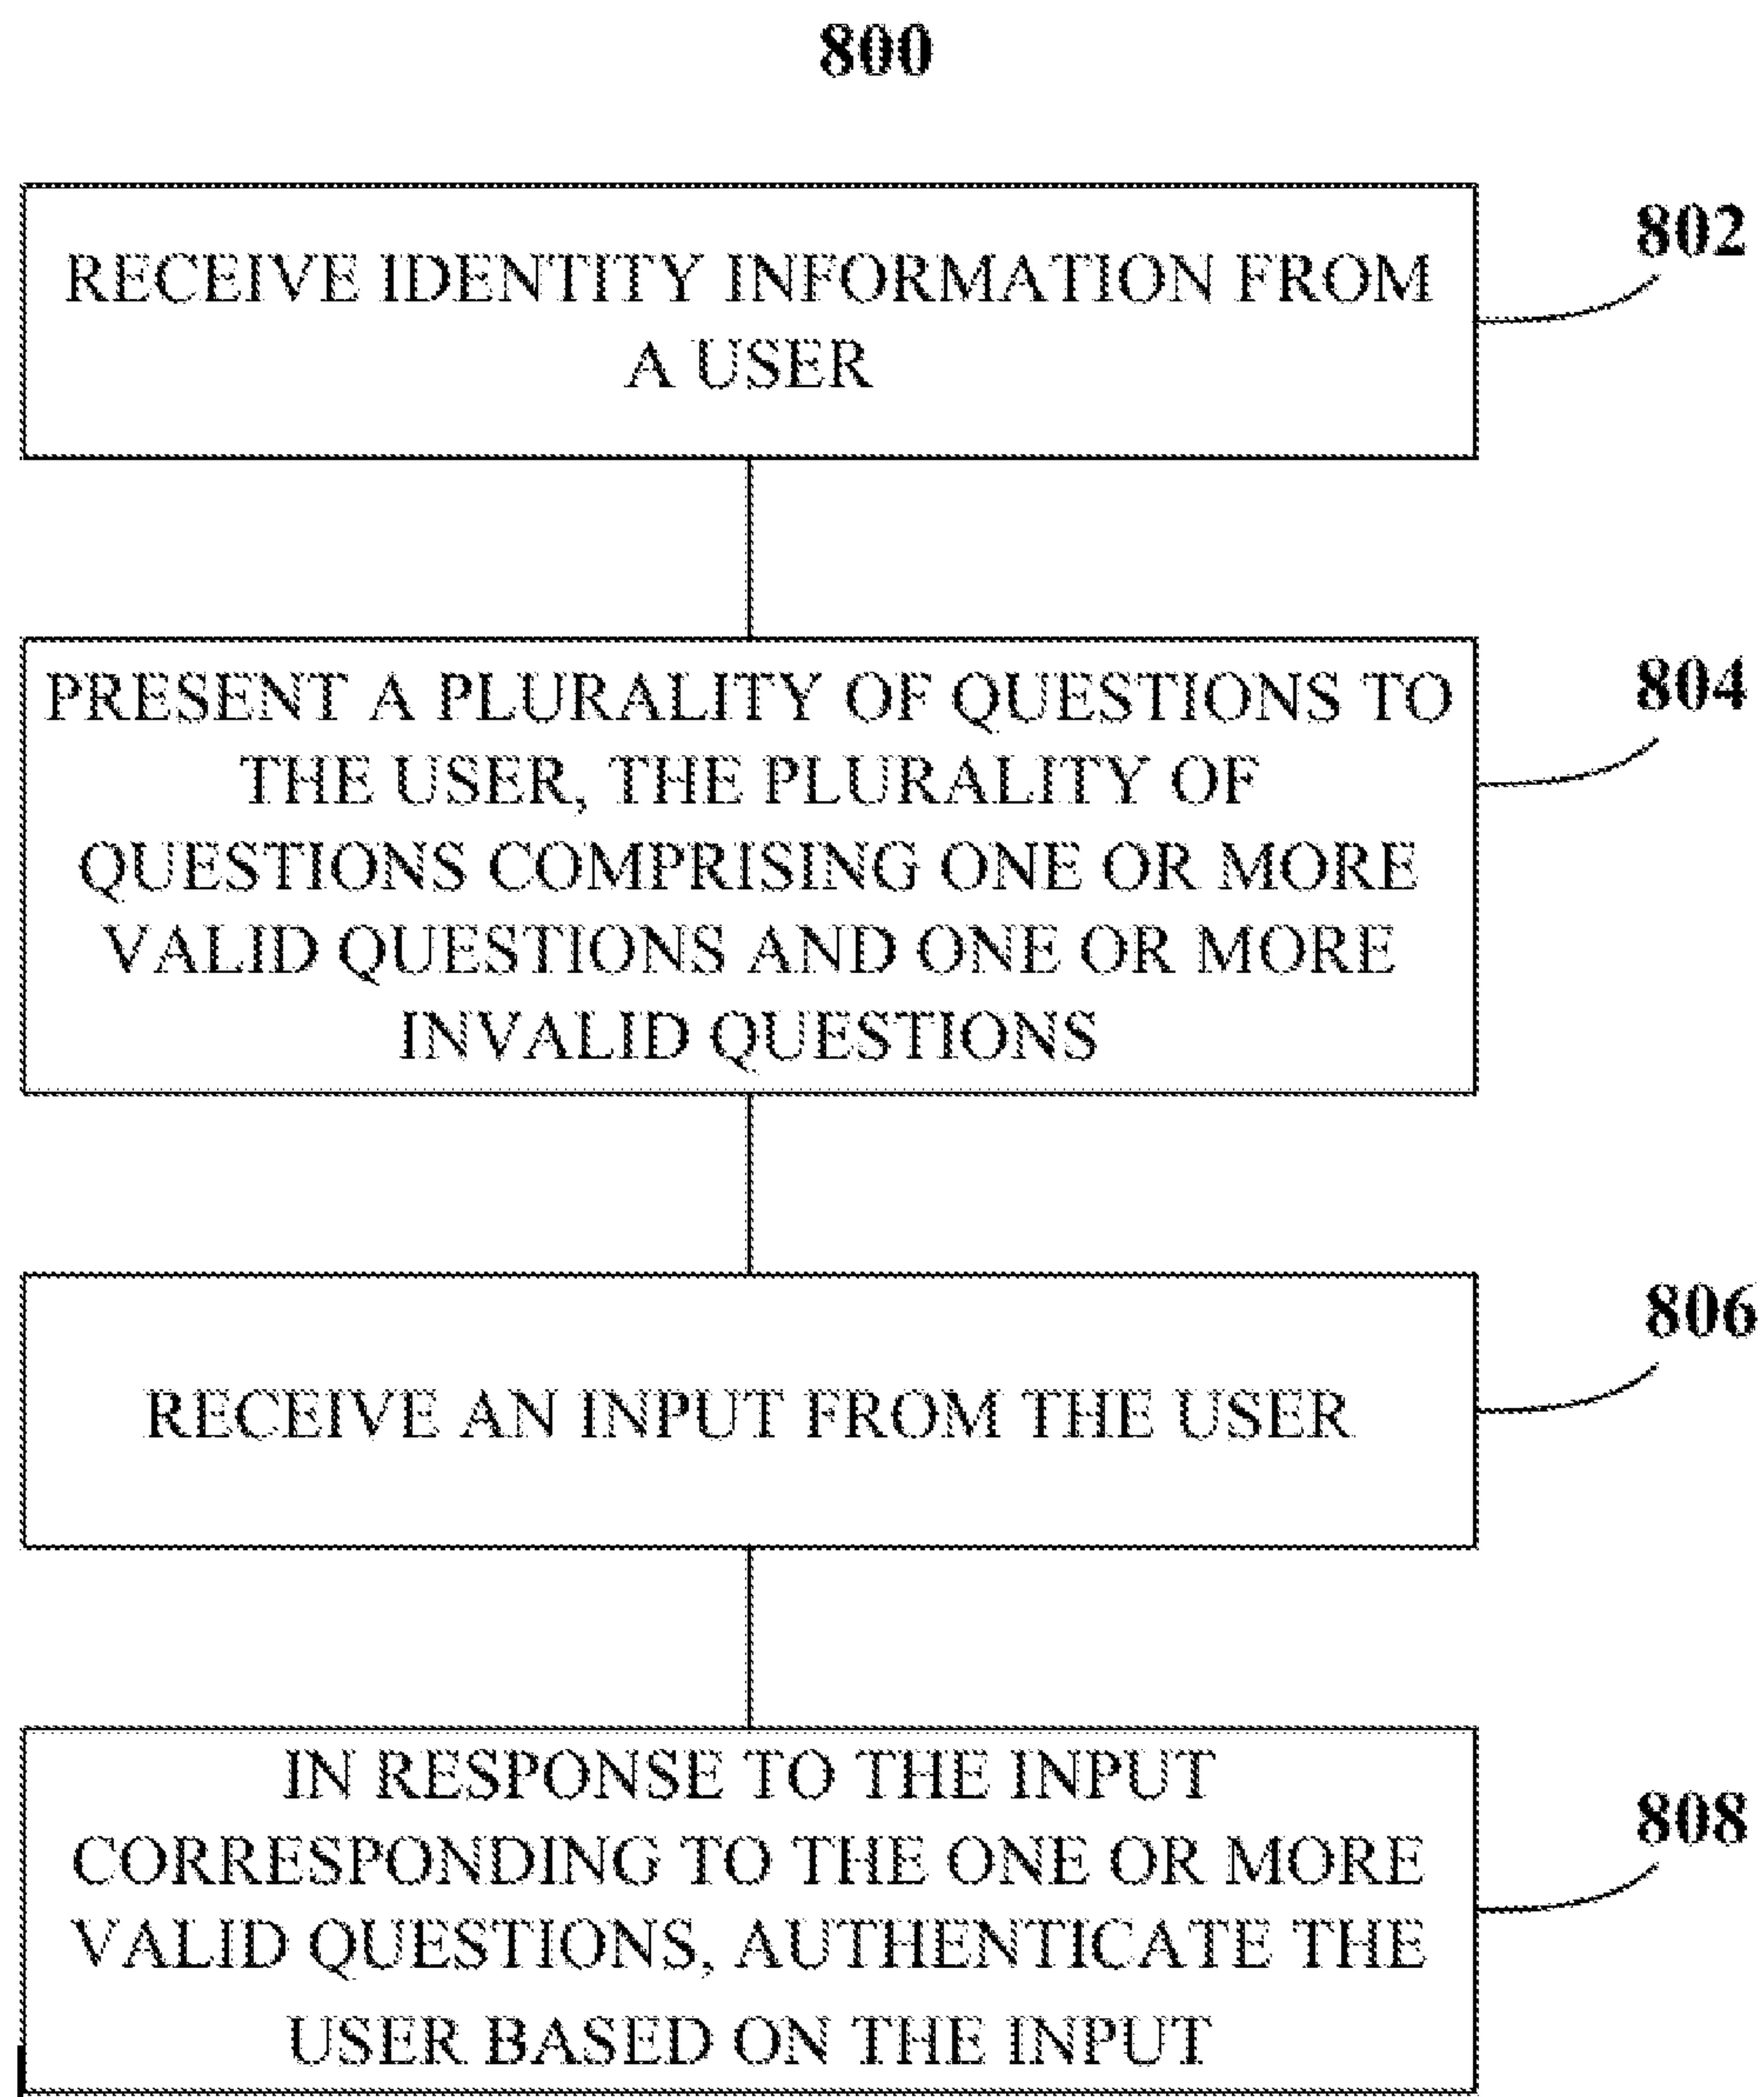 800
RECEIVE IDENTITY INFORMATION FROM
A USER
802
PRESENT A PLURALITY OF QUESTIONS TO
THE USER, THE PLURALITY OF
QUESTIONS COMPRISING ONE OR MORE
VALID QUESTIONS AND ONE OR MORE
INVALID QUESTIONS
804
RECEIVE AN INPUT FROM THE USER
806
IN RESPONSE TO THE INPUT
CORRESPONDING TO THE ONE OR MORE
VALID QUESTIONS, AUTHENTICATE THE
USER BASED ON THE INPUT
808